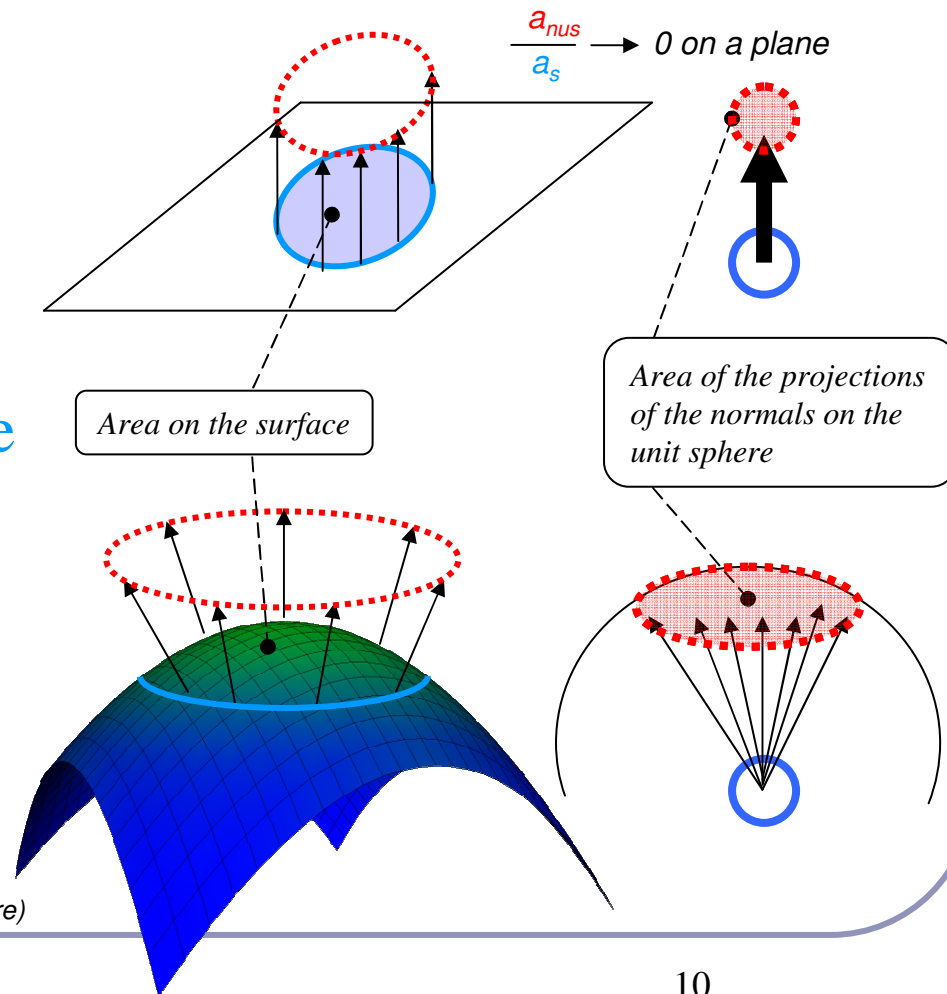 a_nus / a_s → 0 on a plane
Area of the projections
of the normals on the
unit sphere
Area on the surface
e
re)
10